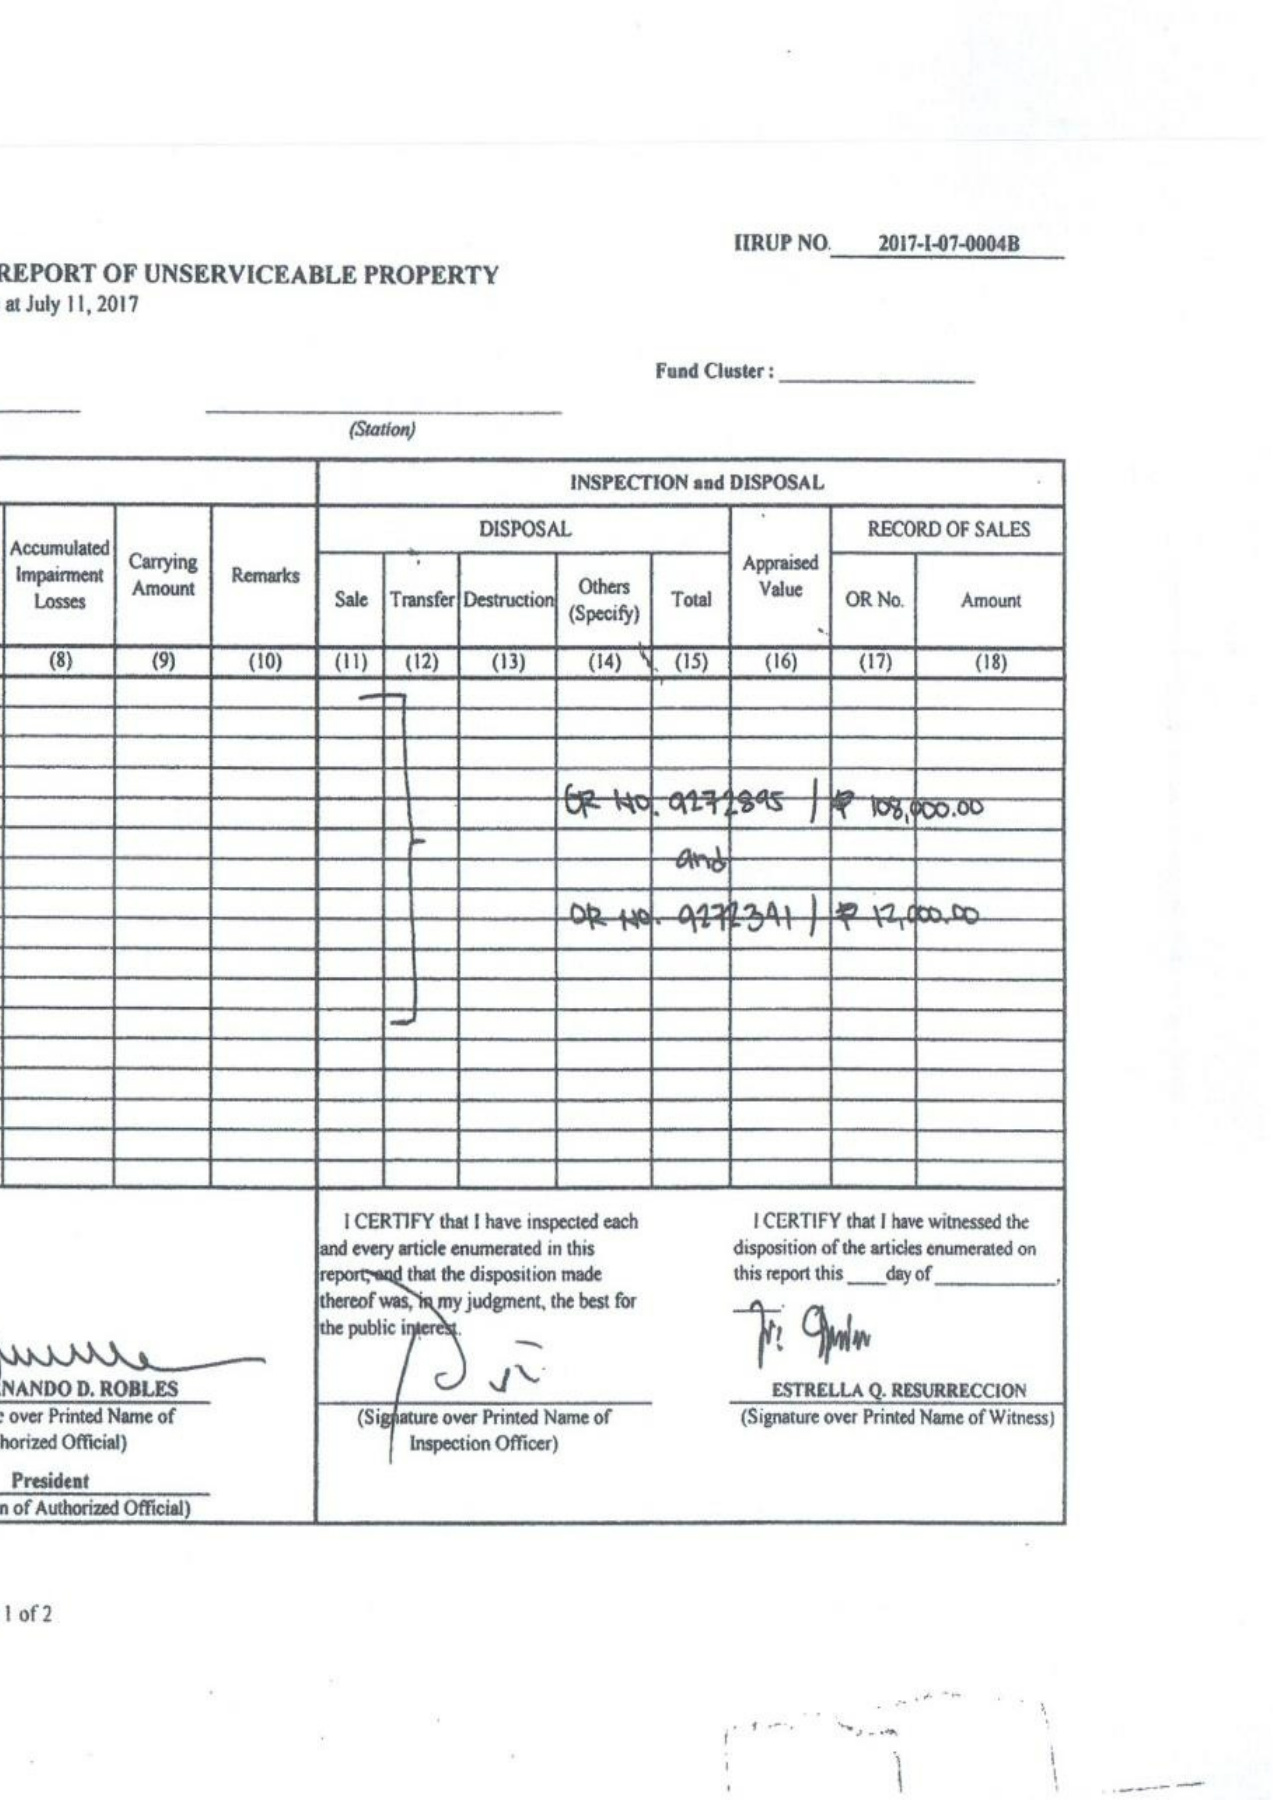 IIRUP NO. 2017-I-07-0004B
REPORT OF UNSERVICEABLE PROPERTY
at July 11, 2017
Fund Cluster :
(Station)
INSPECTION and DISPOSAL
DISPOSAL
RECORD OF SALES
Accumulated Impairment Losses
Carrying Amount
Remarks
Sale
Transfer
Destruction
Others (Specify)
Total
Appraised Value
OR No.
Amount
(8) (9) (10) (11) (12) (13) (14) (15) (16) (17) (18)
OR NO. 9272895 / ₱ 108,000.00
and
OR NO. 9272341 / ₱ 12,000.00
I CERTIFY that I have inspected each
and every article enumerated in this
report, and that the disposition made
thereof was, in my judgment, the best for
the public interest.
(Signature over Printed Name of
Inspection Officer)
I CERTIFY that I have witnessed the
disposition of the articles enumerated on
this report this ____day of __________.
ESTRELLA Q. RESURRECCION
(Signature over Printed Name of Witness)
NANDO D. ROBLES
over Printed Name of
horized Official)
President
n of Authorized Official)
1 of 2